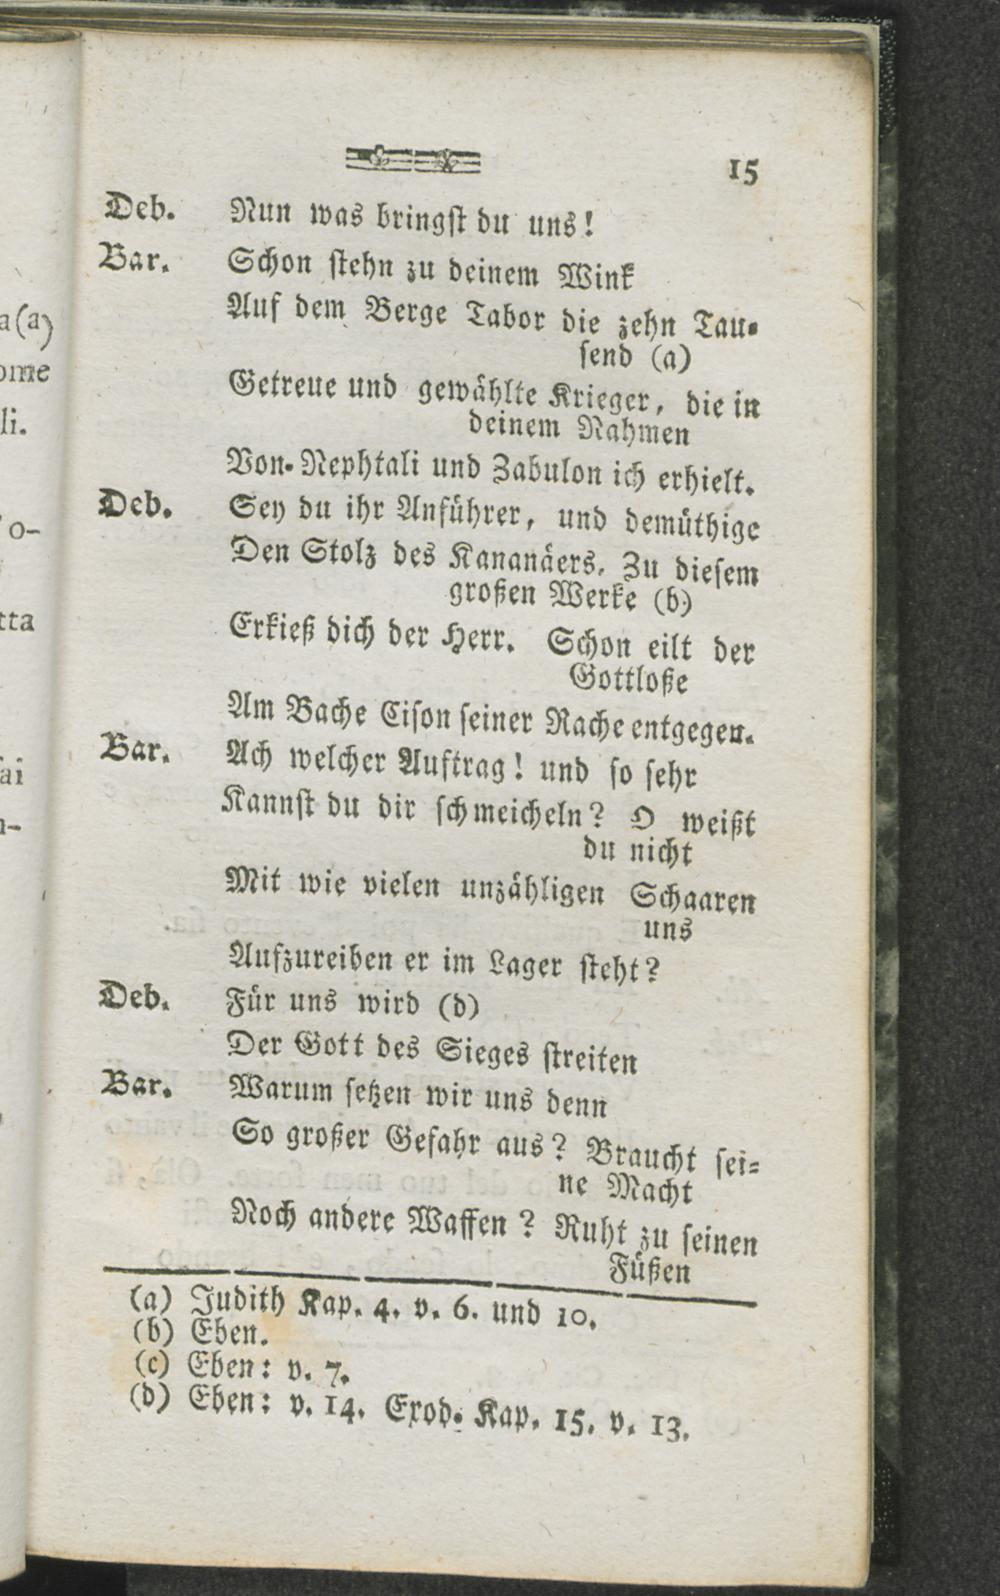 15
Deb. Nun was bringst du uns!
Bar. Schon stehn zu deinem Wink
Auf dem Berge Tabor die zehn Tau-
send (a)
Getreue und gewählte Krieger, die in
deinem Nahmen
Von Nephtali und Zabulon ich erhielt.
Deb. Sey du ihr Anführer, und demüthige
Den Stolz des Kananäers. Zu diesem
großen Werke (b)
Erkieß dich der Herr. Schon eilt der
Gottloße
Am Bache Cison seiner Rache entgegen.
Bar. Ach welcher Auftrag! und so sehr
Kannst du dir schmeicheln? O weißt
du nicht
Mit wie vielen unzähligen Schaaren
uns
Aufzureiben er im Lager steht?
Deb. Für uns wird (d)
Der Gott des Sieges streiten
Bar. Warum setzen wir uns denn
So großer Gefahr aus? Braucht sei-
ne Macht
Noch andere Waffen? Ruht zu seinen
Füßen
(a) Judith Kap. 4. v. 6. und 10.
(b) Eben.
(c) Eben: v. 7.
(d) Eben: v. 14. Exod. Kap. 15. v. 13.
a(a)
ome
li.
o-
tta
ai